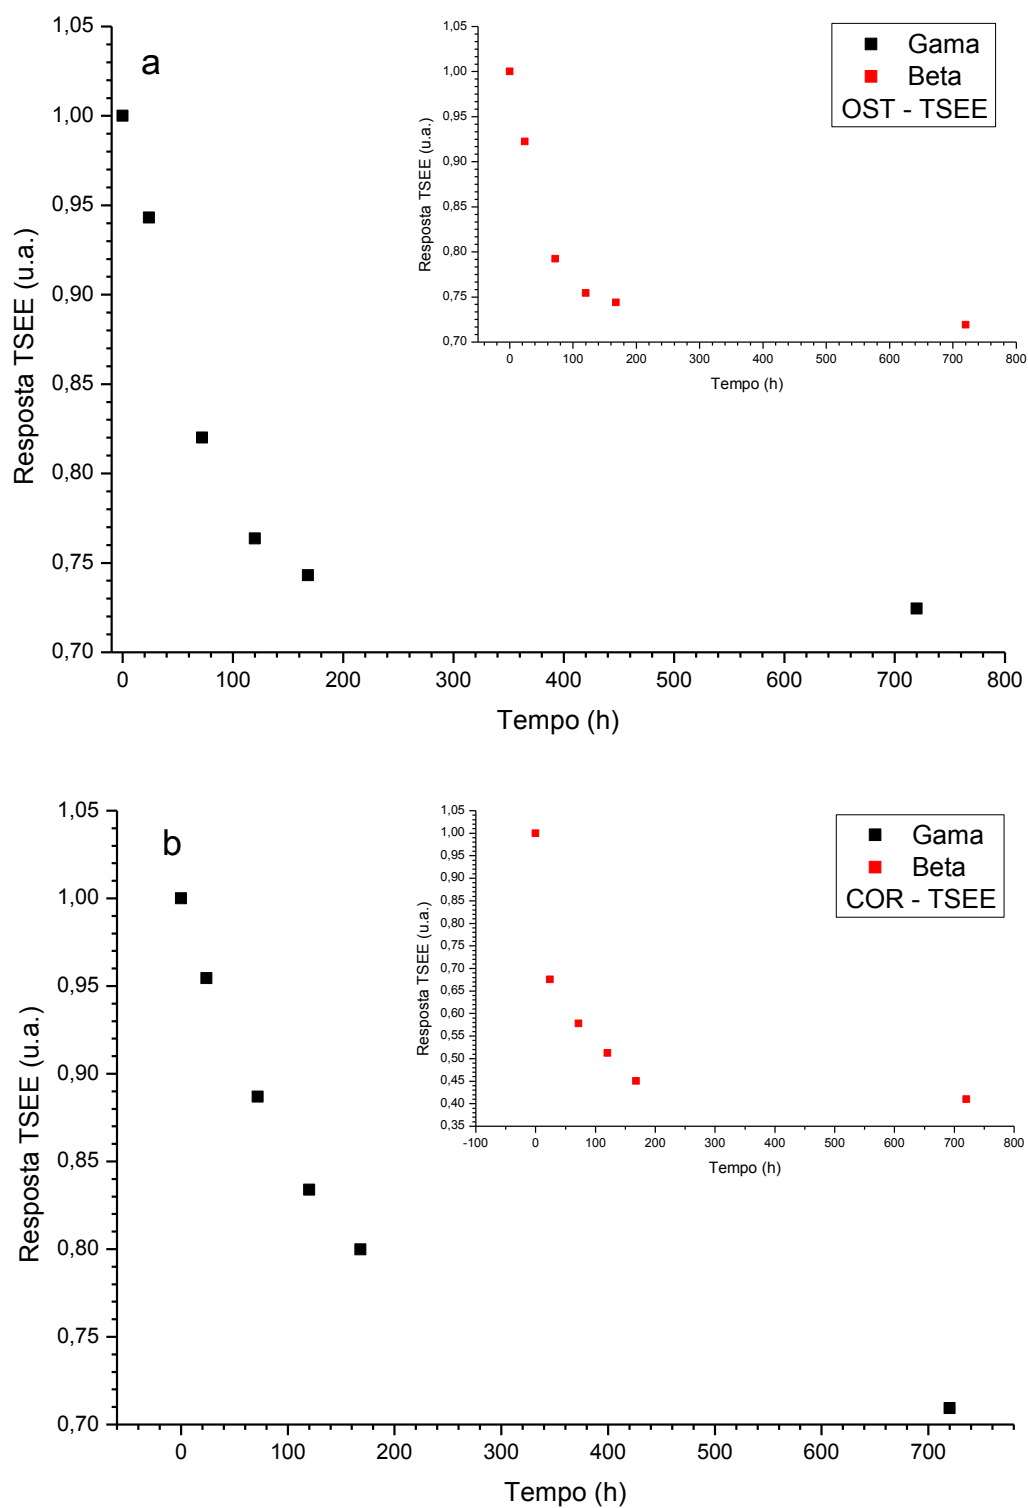 a
1,05
1,00
0,95
0,90
0,85
0,80
0,75
0,70
Resposta TSEE (u.a.)
0 100 200 300 400 500 600 700 800
Tempo (h)
1,05
1,00
0,95
0,90
0,85
0,80
0,75
0,70
Resposta TSEE (u.a.)
0 100 200 300 400 500 600 700 800
Tempo (h)
Gama
Beta
OST - TSEE
b
1,05
1,00
0,95
0,90
0,85
0,80
0,75
0,70
Resposta TSEE (u.a.)
0 100 200 300 400 500 600 700
Tempo (h)
1,05
1,00
0,95
0,90
0,85
0,80
0,75
0,70
0,65
0,60
0,55
0,50
0,45
0,40
0,35
Resposta TSEE (u.a.)
-100 0 100 200 300 400 500 600 700 800
Tempo (h)
Gama
Beta
COR - TSEE